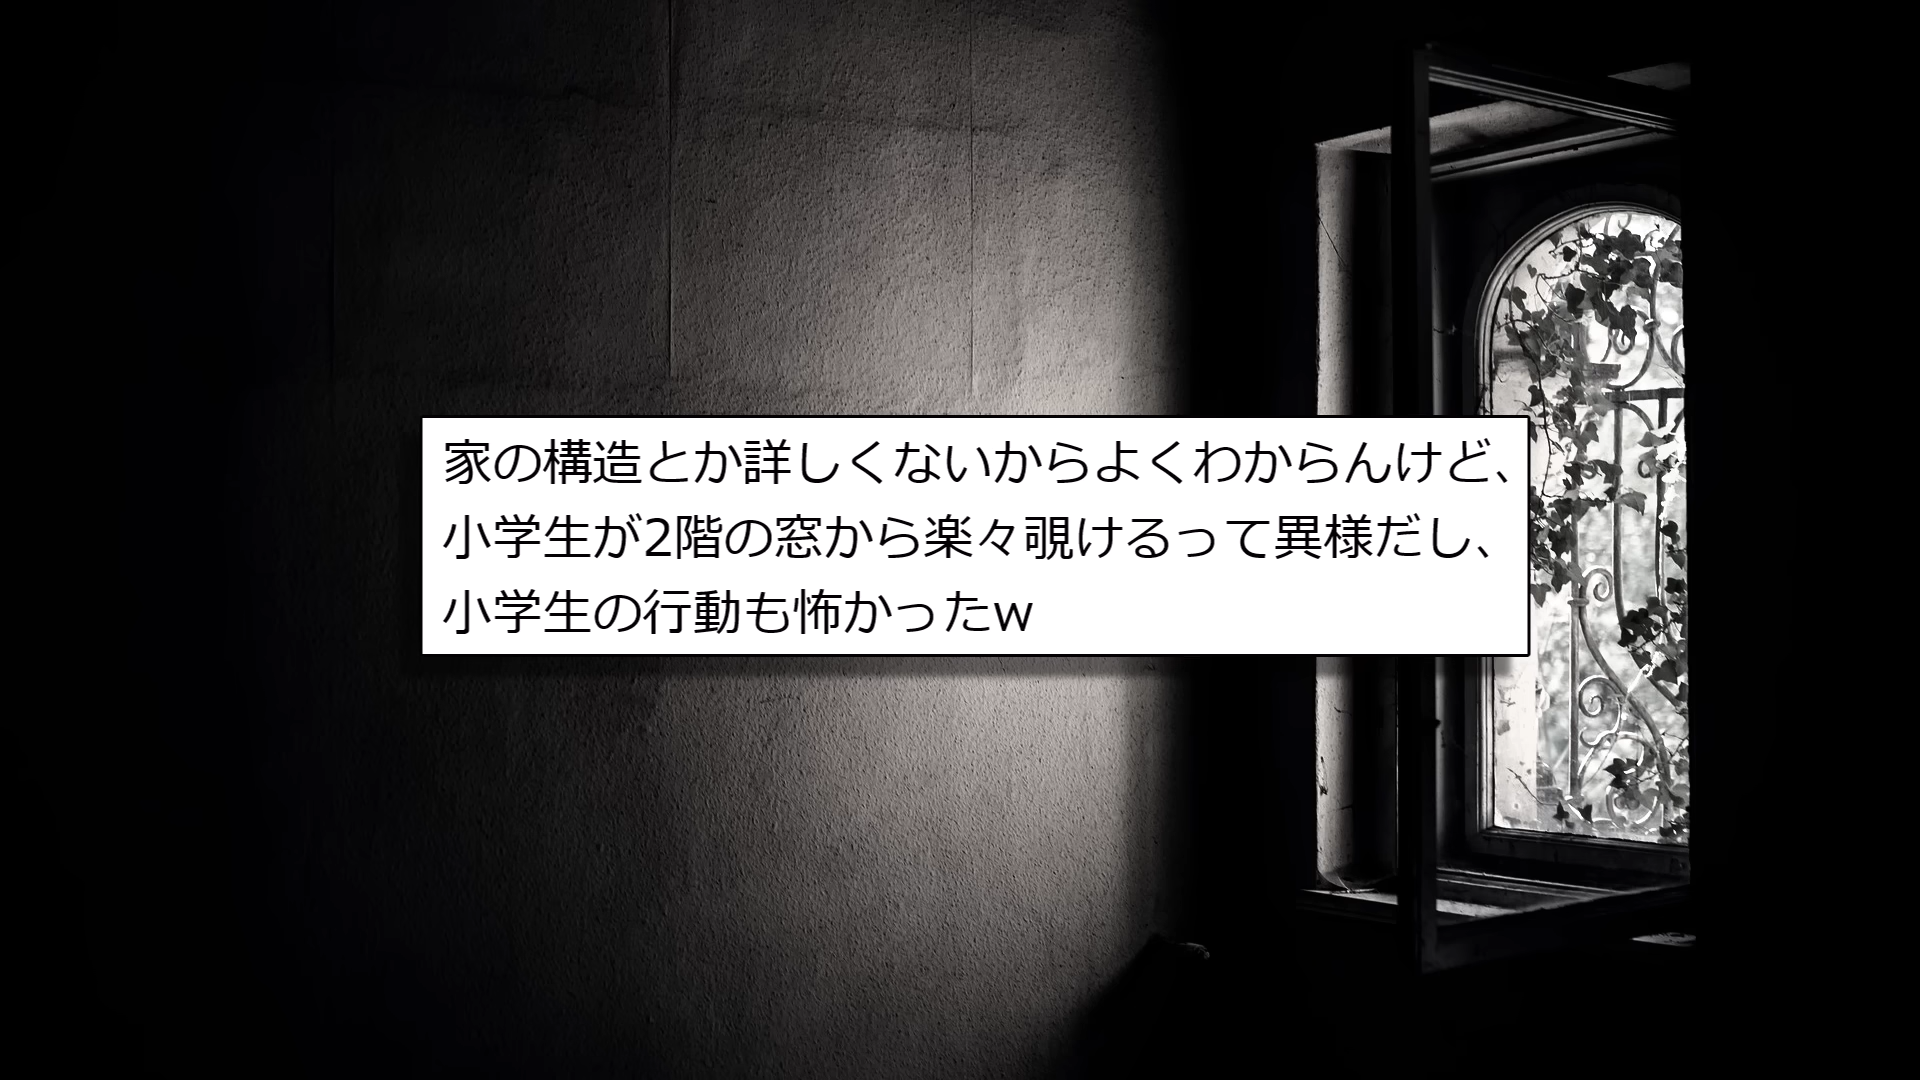 家の構造とか詳しくないからよくわからんけど、
小学生が2階の窓から楽々覗けるって異様だし、
小学生の行動も怖かったw